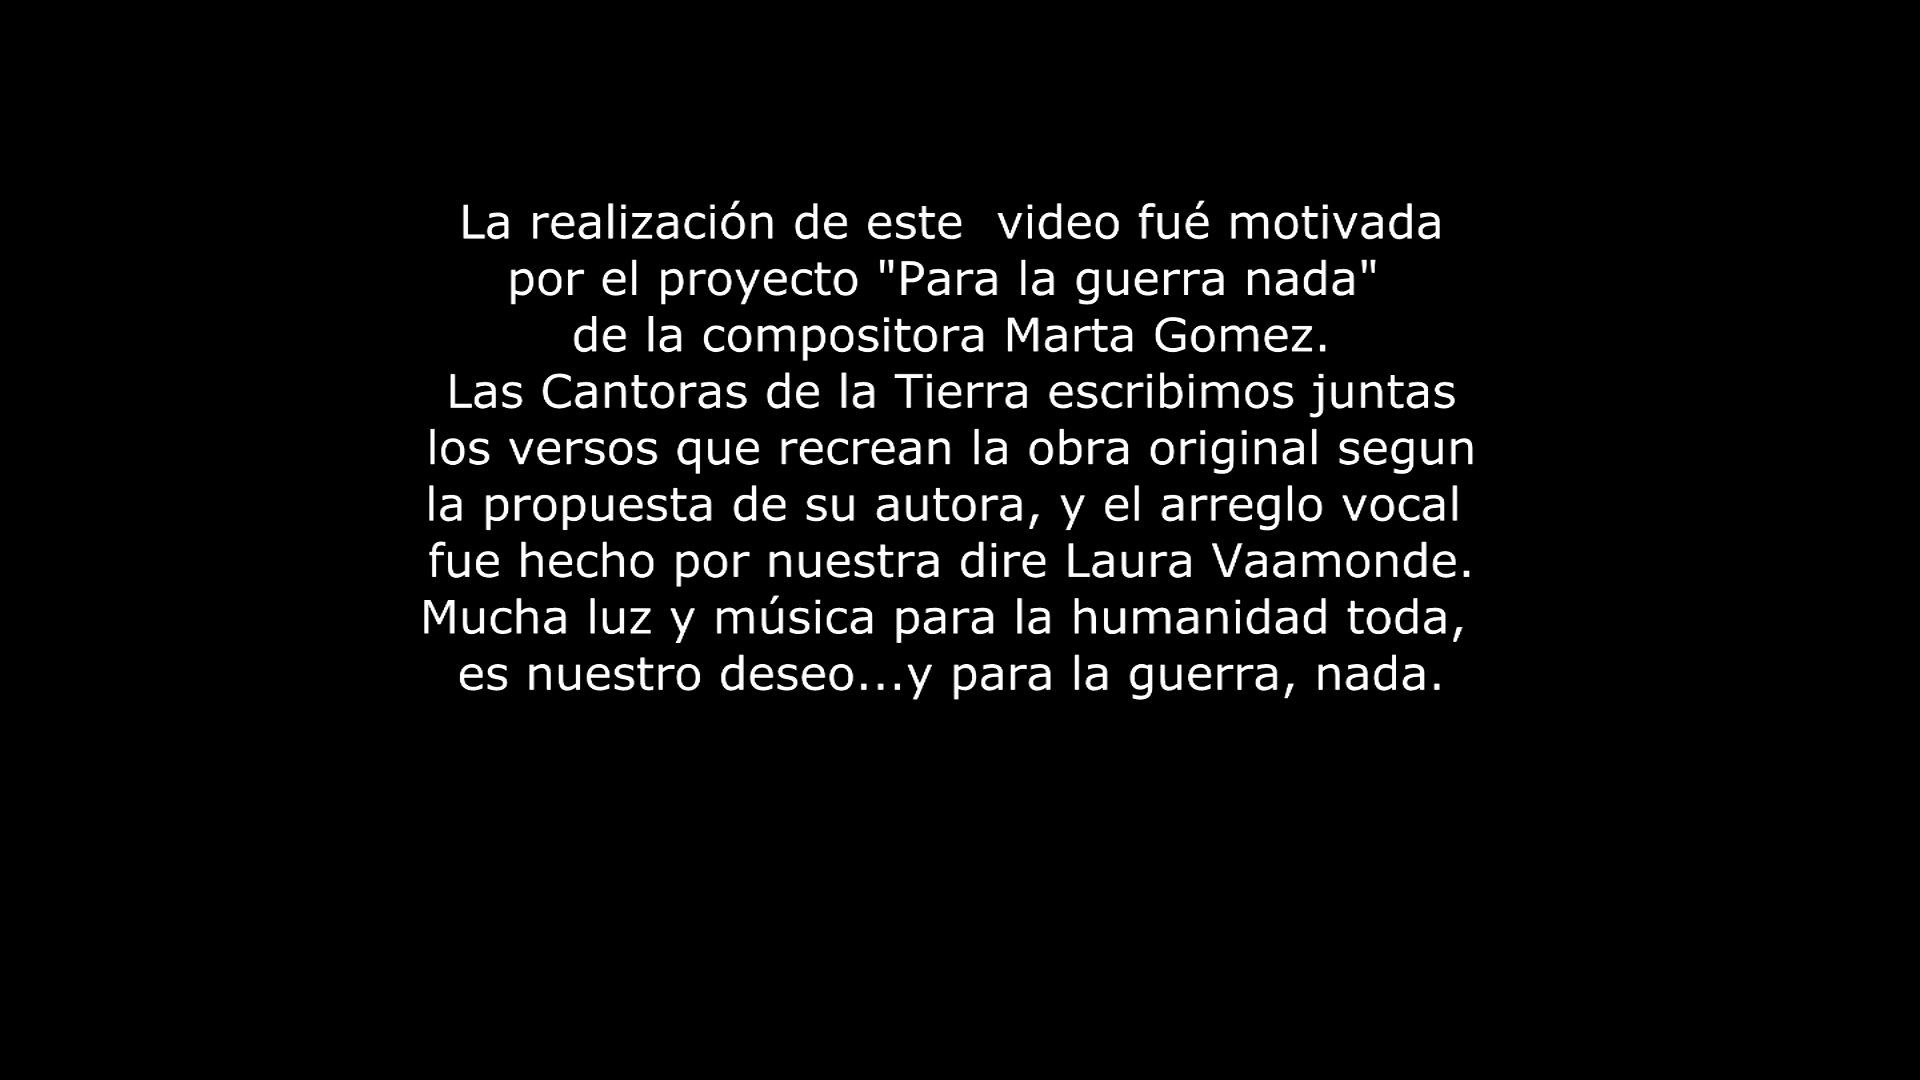 La realización de este  video fué motivada
por el proyecto "Para la guerra nada"
de la compositora Marta Gomez.
Las Cantoras de la Tierra escribimos juntas
los versos que recrean la obra original segun
la propuesta de su autora, y el arreglo vocal
fue hecho por nuestra dire Laura Vaamonde.
Mucha luz y música para la humanidad toda,
es nuestro deseo...y para la guerra, nada.